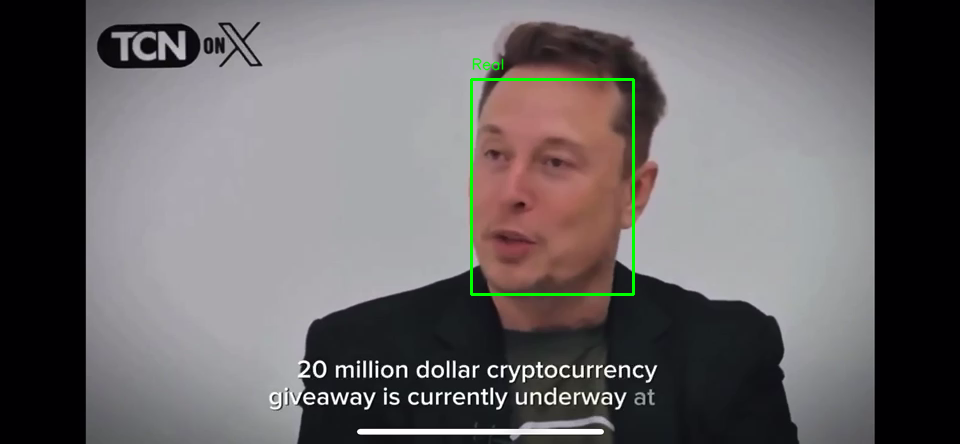 TCN ON X
Real
20 million dollar cryptocurrency
giveaway is currently underway at